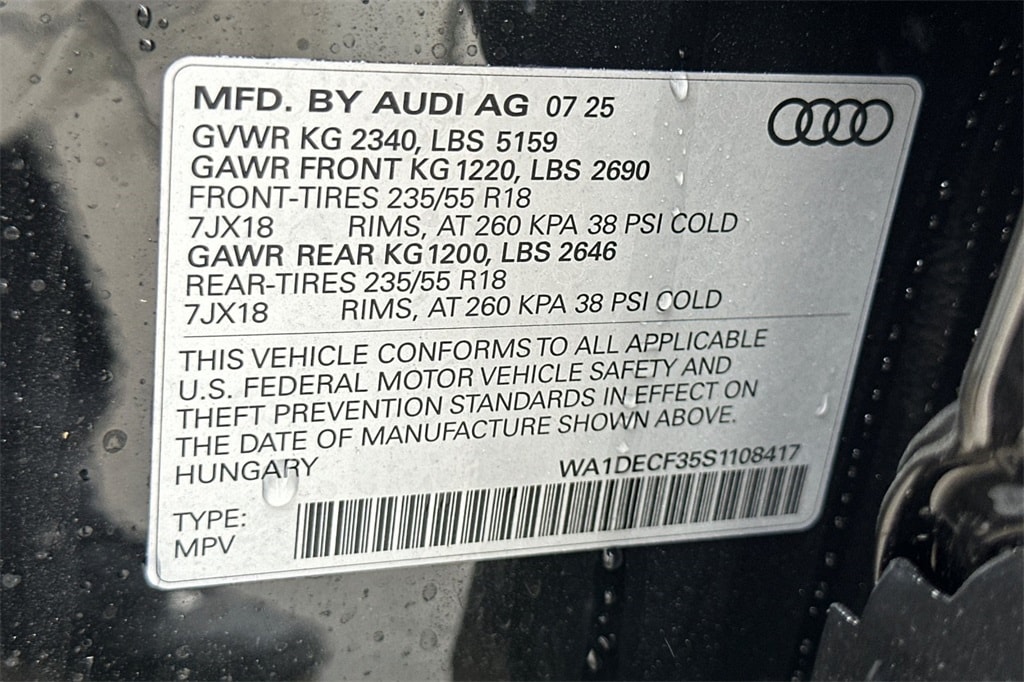 MFD. BY AUDI AG 07 25
GVWR KG 2340, LBS 5159
GAWR FRONT KG 1220, LBS 2690
FRONT-TIRES 235/55 R18
7JX18 RIMS, AT 260 KPA 38 PSI COLD
GAWR REAR KG 1200, LBS 2646
REAR-TIRES 235/55 R18
7JX18 RIMS, AT 260 KPA 38 PSI COLD
THIS VEHICLE CONFORMS TO ALL APPLICABLE
U.S. FEDERAL MOTOR VEHICLE SAFETY AND
THEFT PREVENTION STANDARDS IN EFFECT ON
THE DATE OF MANUFACTURE SHOWN ABOVE.
HUNGARY WA1DECF35S1108417
TYPE:
MPV